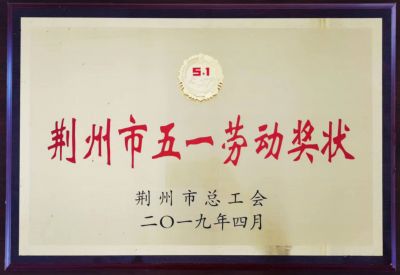 5·1
荆州市五一劳动奖状
荆州市总工会
二〇一九年四月